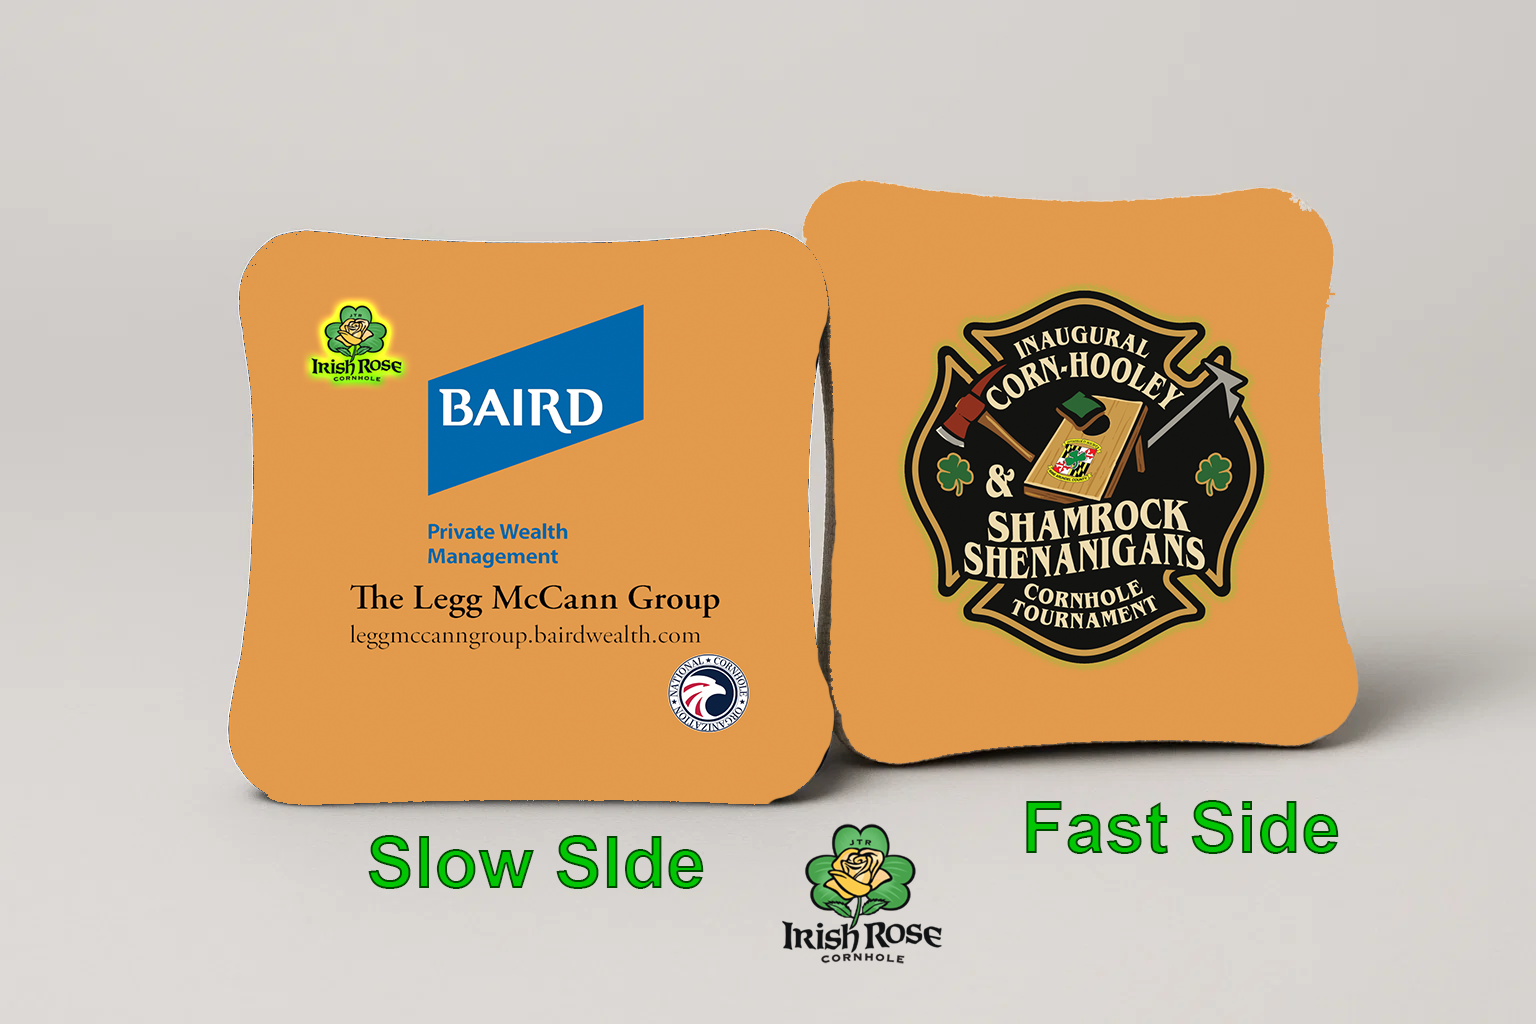 JTR
Irish Rose
CORNHOLE
BAIRD
Private Wealth
Management
The Legg McCann Group
leggmccanngroup.bairdwealth.com
NATIONAL CORNHOLE ORGANIZATION
INAUGURAL
CORN-HOOLEY
&
SHAMROCK
SHENANIGANS
CORNHOLE
TOURNAMENT
Slow SIde
Fast Side
JTR
Irish Rose
CORNHOLE